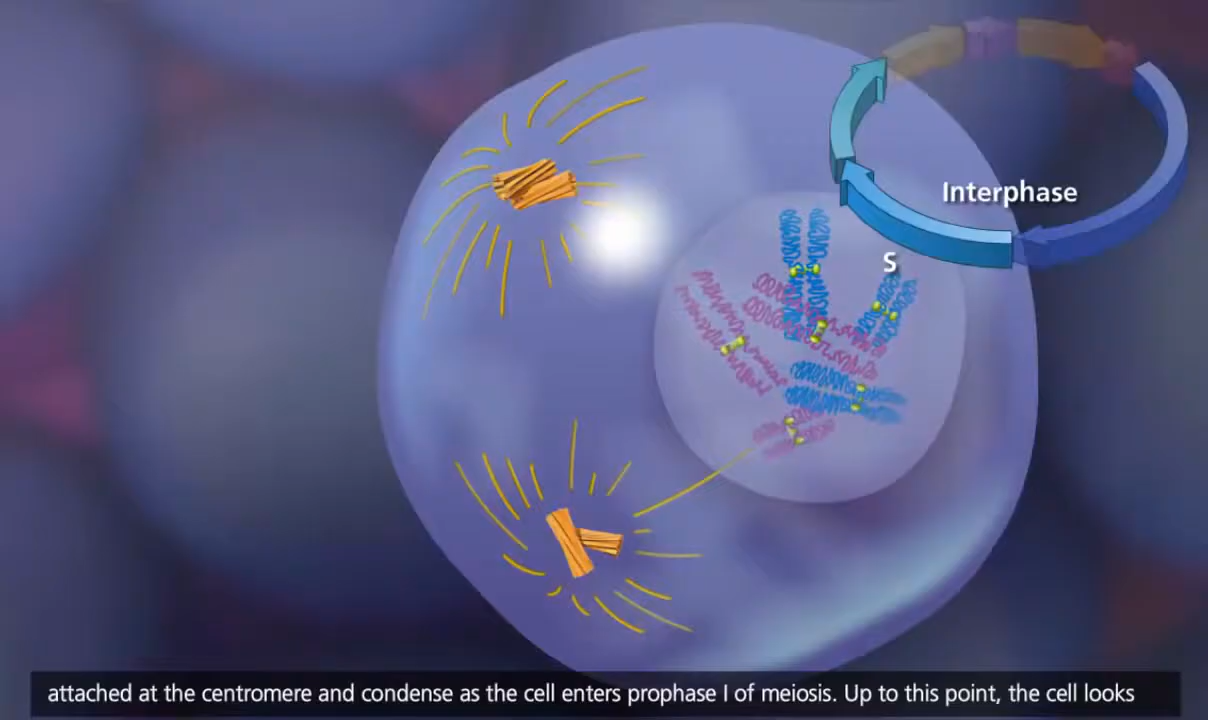 Interphase
S
attached at the centromere and condense as the cell enters prophase I of meiosis. Up to this point, the cell looks